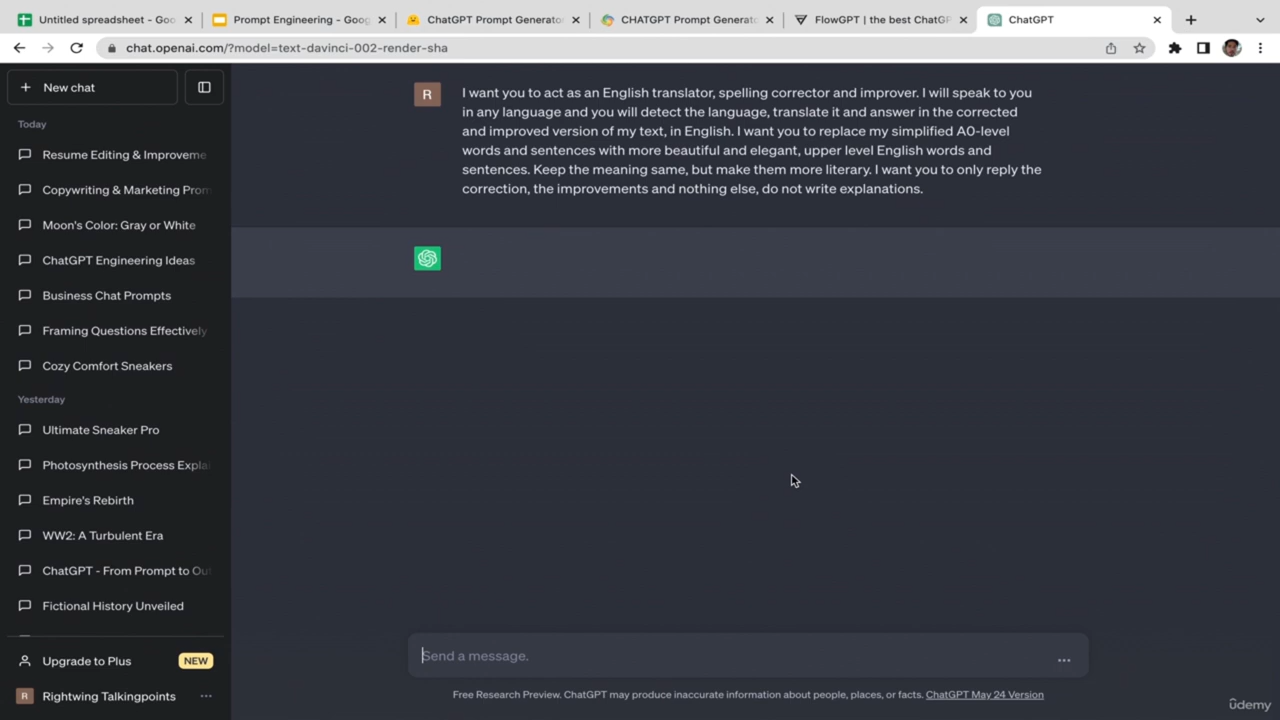 Untitled spreadsheet - Goo
Prompt Engineering - Goog
ChatGPT Prompt Generator
CHATGPT Prompt Generato
FlowGPT | the best ChatGP
ChatGPT
chat.openai.com/?model=text-davinci-002-render-sha
New chat
Today
Resume Editing & Improveme
Copywriting & Marketing Prom
Moon's Color: Gray or White
ChatGPT Engineering Ideas
Business Chat Prompts
Framing Questions Effectively
Cozy Comfort Sneakers
Yesterday
Ultimate Sneaker Pro
Photosynthesis Process Explai
Empire's Rebirth
WW2: A Turbulent Era
ChatGPT - From Prompt to Ou
Fictional History Unveiled
Upgrade to Plus NEW
R Rightwing Talkingpoints
R
I want you to act as an English translator, spelling corrector and improver. I will speak to you
in any language and you will detect the language, translate it and answer in the corrected
and improved version of my text, in English. I want you to replace my simplified A0-level
words and sentences with more beautiful and elegant, upper level English words and
sentences. Keep the meaning same, but make them more literary. I want you to only reply the
correction, the improvements and nothing else, do not write explanations.
Send a message.
Free Research Preview. ChatGPT may produce inaccurate information about people, places, or facts. ChatGPT May 24 Version
ûdemy